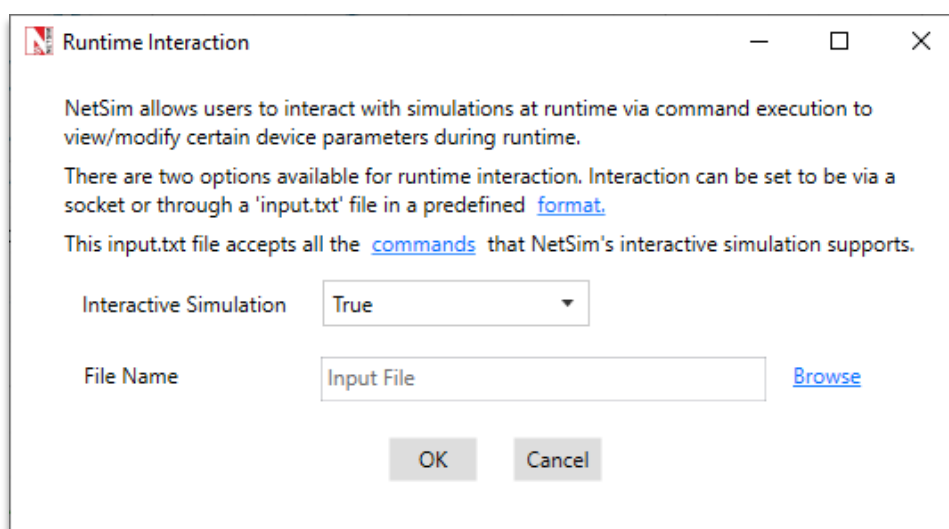 NETSIM
Runtime Interaction
NetSim allows users to interact with simulations at runtime via command execution to
view/modify certain device parameters during runtime.
There are two options available for runtime interaction. Interaction can be set to be via a
socket or through a 'input.txt' file in a predefined format.
This input.txt file accepts all the commands that NetSim's interactive simulation supports.
Interactive Simulation True
File Name Input File Browse
OK Cancel